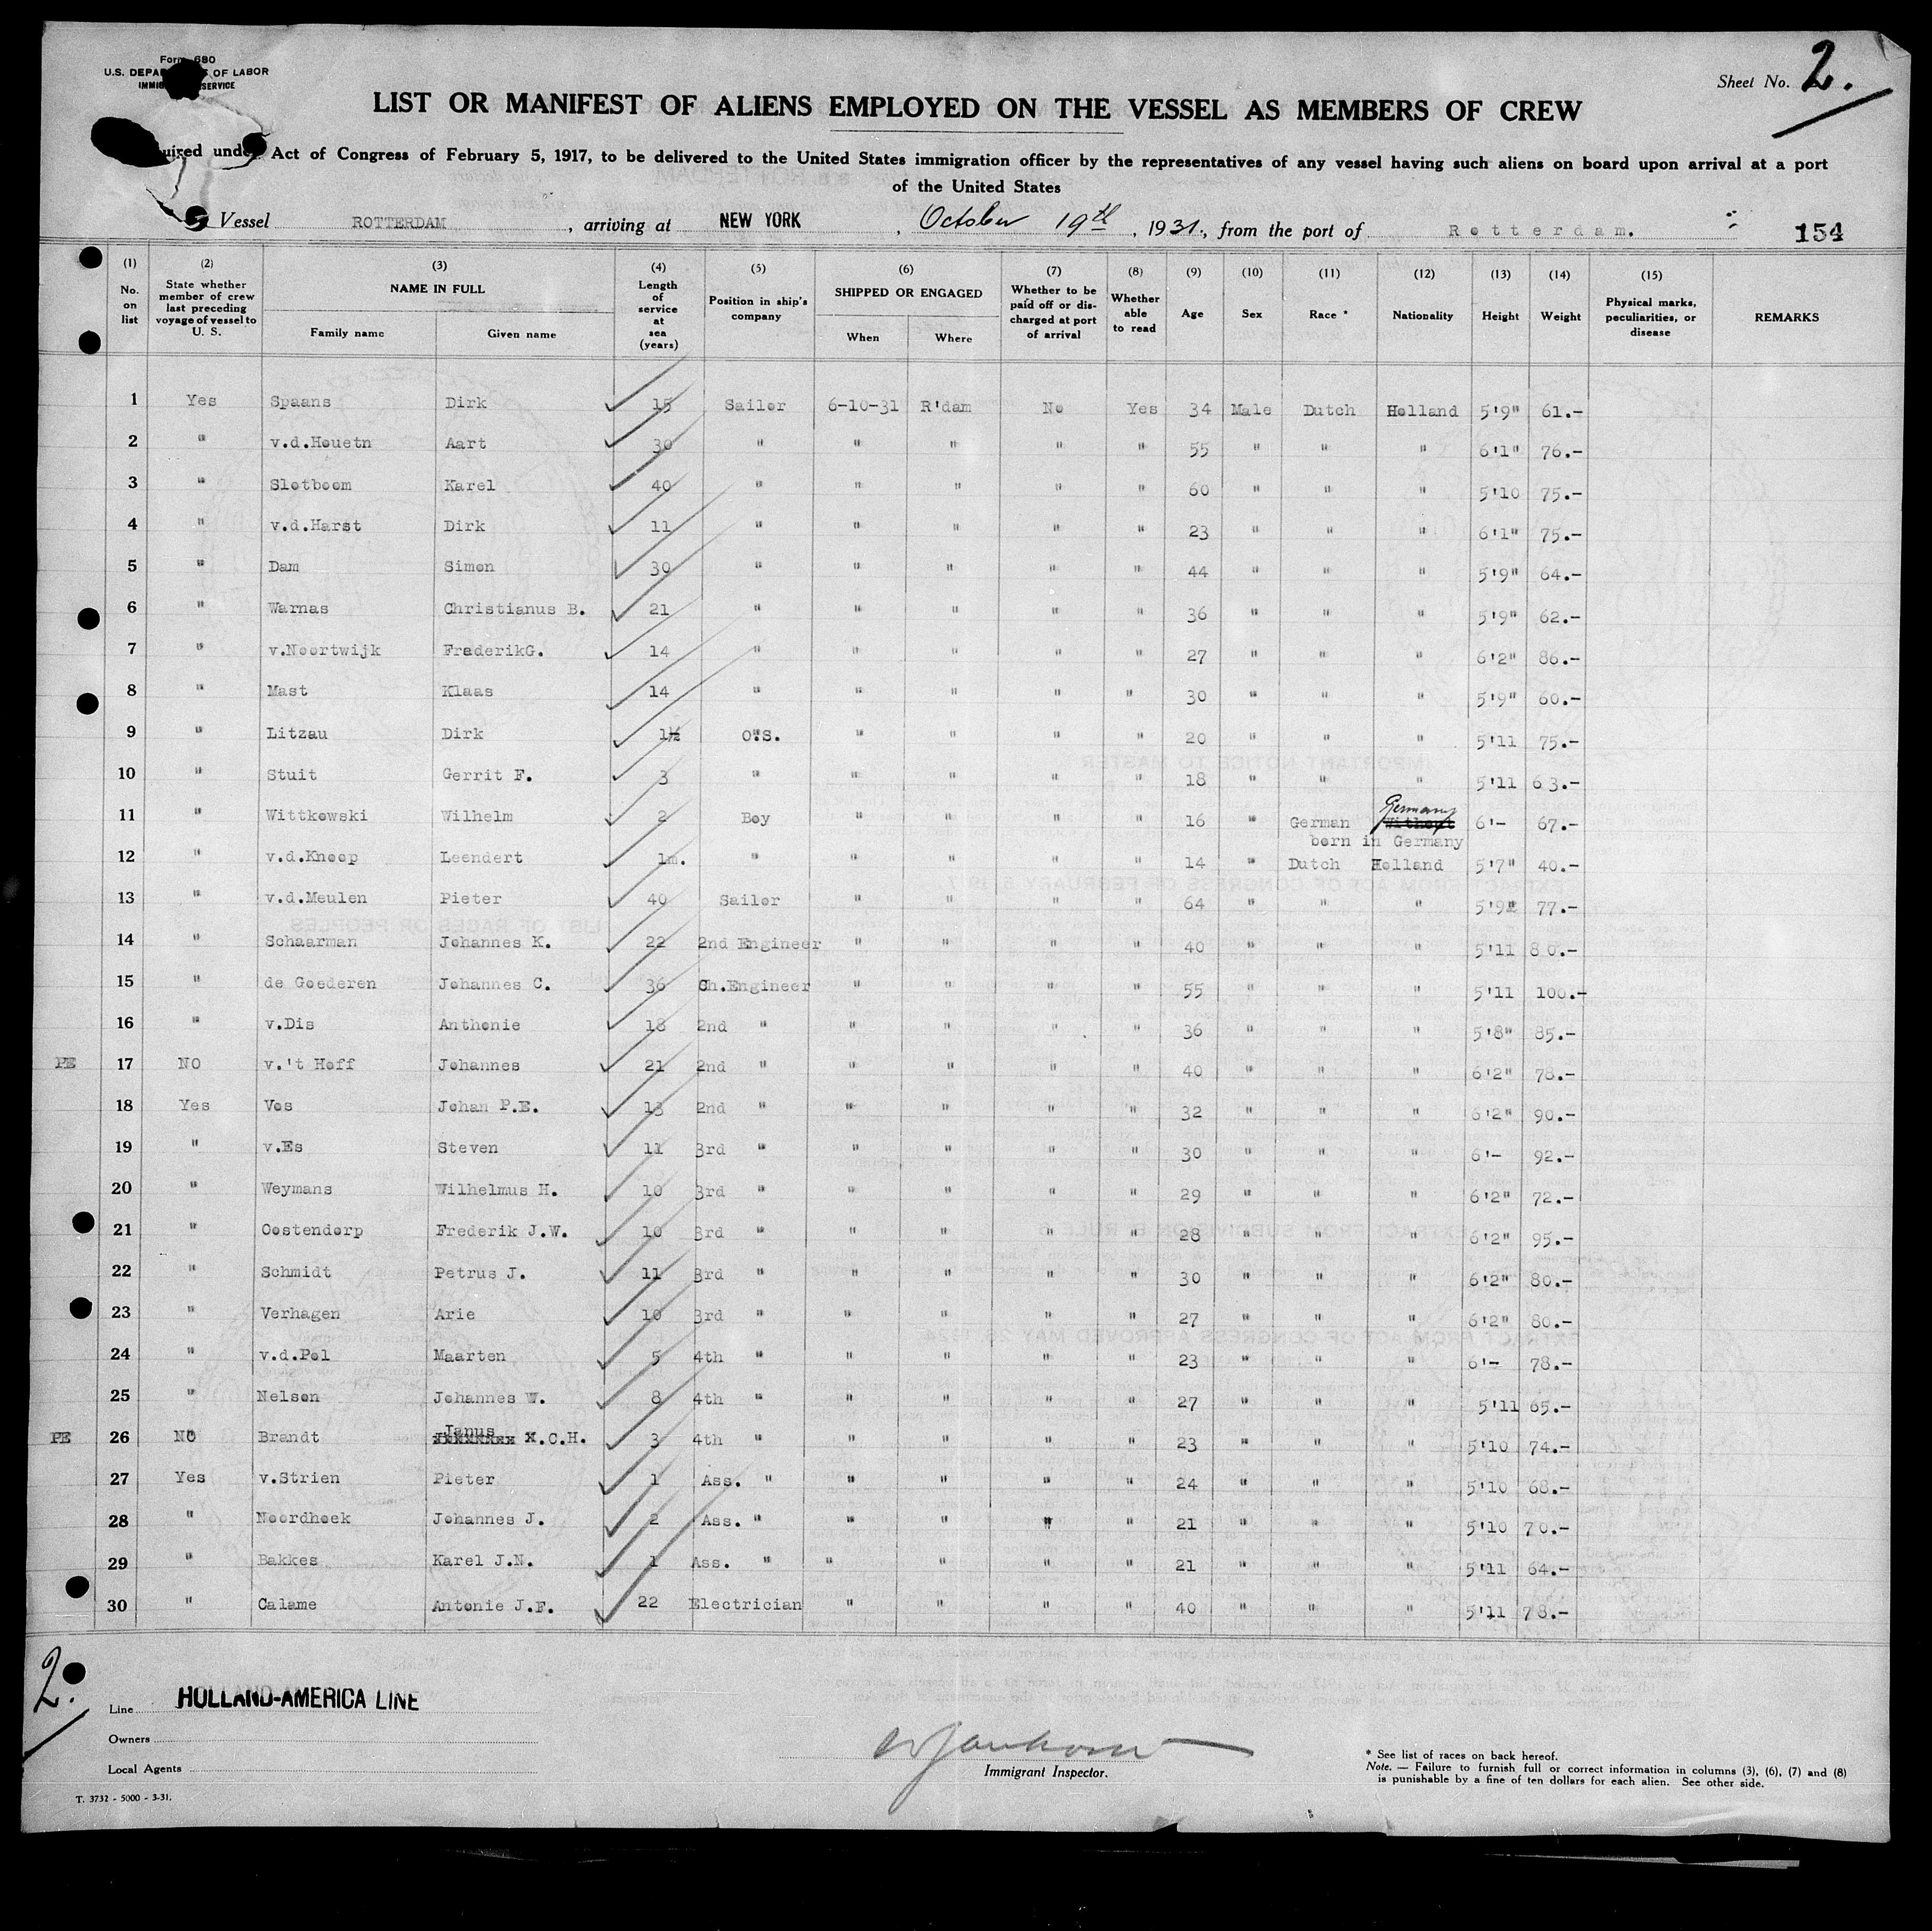 Form 680
U.S. DEPARTMENT OF LABOR
IMMIGRATION SERVICE
Sheet No. 2.
LIST OR MANIFEST OF ALIENS EMPLOYED ON THE VESSEL AS MEMBERS OF CREW
uired under Act of Congress of February 5, 1917, to be delivered to the United States immigration officer by the representatives of any vessel having such aliens on board upon arrival at a port
of the United States
Vessel ROTTERDAM, arriving at NEW YORK, October 19th, 1931, from the port of Rotterdam. 154
(1) No. on list (2) State whether member of crew last preceding voyage of vessel to U. S. (3) NAME IN FULL Family name Given name (4) Length of service at sea (years) (5) Position in ship's company (6) SHIPPED OR ENGAGED When Where (7) Whether to be paid off or discharged at port of arrival (8) Whether able to read (9) Age (10) Sex (11) Race * (12) Nationality (13) Height (14) Weight (15) Physical marks, peculiarities, or disease REMARKS
1 Yes Spaans Dirk 15 Sailor 6-10-31 R'dam No Yes 34 Male Dutch Holland 5'9" 61.-
2 " v.d.Houetn Aart 30 " " " " " 55 " " " 6'1" 76.-
3 " Slotboom Karel 40 " " " " " 60 " " " 5'10 75.-
4 " v.d.Harst Dirk 11 " " " " " 23 " " " 6'1" 75.-
5 " Dam Simon 30 " " " " " 44 " " " 5'9" 64.-
6 " Warnas Christianus B. 21 " " " " " 36 " " " 5'9" 62.-
7 " v.Noortwijk FrederikG. 14 " " " " " 27 " " " 6'2" 86.-
8 " Mast Klaas 14 " " " " " 30 " " " 5'9" 60.-
9 " Litzau Dirk 1½ O.S. " " " " 20 " " " 5'11 75.-
10 " Stuit Gerrit F. 3 " " " " " 18 " " " 5'11 63.-
11 " Wittkowski Wilhelm 2 Boy " " " " 16 " German Germany 6'- 67.-
born in Germany
12 " v.d.Knoop Leendert 1m. " " " " " 14 " Dutch Holland 5'7" 40.-
13 " v.d.Meulen Pieter 40 Sailor " " " " 64 " " " 5'9" 77.-
14 " Schaarman Johannes K. 22 2nd Engineer " " " " 40 " " " 5'11 80.-
15 " de Goederen Johannes C. 36 Ch.Engineer " " " " 55 " " " 5'11 100.-
16 " v.Dis Anthonie 18 2nd " " " " " 36 " " " 5'8" 85.-
PE 17 NO v.'t Hoff Johannes 21 2nd " " " " " 40 " " " 6'2" 78.-
18 Yes Vos Johan P.E. 13 2nd " " " " " 32 " " " 6'2" 90.-
19 " v.Es Steven 11 3rd " " " " " 30 " " " 6'- 92.-
20 " Weymans Wilhelmus H. 10 3rd " " " " " 29 " " " 6'2" 72.-
21 " Oostendorp Frederik J.W. 10 3rd " " " " " 28 " " " 6'2" 95.-
22 " Schmidt Petrus J. 11 3rd " " " " " 30 " " " 6'2" 80.-
23 " Verhagen Arie 10 3rd " " " " " 27 " " " 6'2" 80.-
24 " v.d.Pol Maarten 5 4th " " " " " 23 " " " 6'- 78.-
25 " Nelson Johannes W. 8 4th " " " " " 27 " " " 5'11 65.-
PE 26 NO Brandt Janus X.C.H. 3 4th " " " " " 23 " " " 5'10 74.-
27 Yes v.Strien Pieter 1 Ass. " " " " " 24 " " " 5'10 68.-
28 " Noordhoek Johannes J. 2 Ass. " " " " " 21 " " " 5'10 70.-
29 " Bakkes Karel J.N. 1 Ass. " " " " " 21 " " " 5'11 64.-
30 " Calame Antonie J.F. 22 Electrician " " " " 40 " " " 5'11 78.-
2.
Line HOLLAND-AMERICA LINE
Owners
Local Agents
T. 3732 - 5000 - 3-31.
Immigrant Inspector.
* See list of races on back hereof.
Note. — Failure to furnish full or correct information in columns (3), (6), (7) and (8)
is punishable by a fine of ten dollars for each alien. See other side.